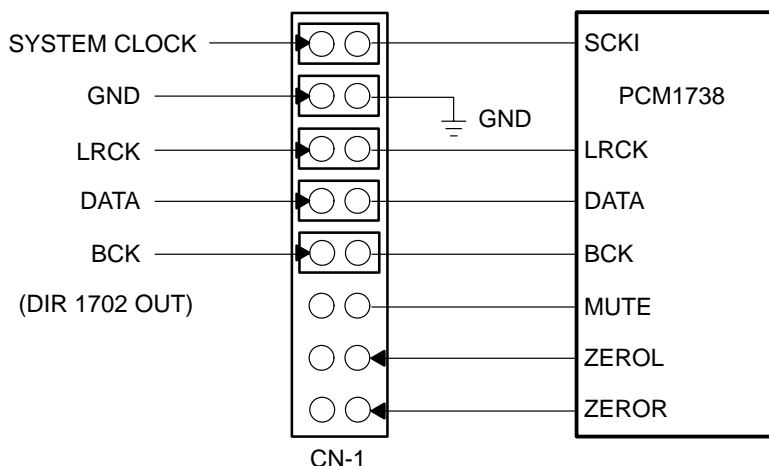 SYSTEM CLOCK
SCKI
GND
PCM1738
GND
LRCK
LRCK
DATA
DATA
BCK
BCK
(DIR 1702 OUT)
MUTE
ZEROL
ZEROR
CN-1